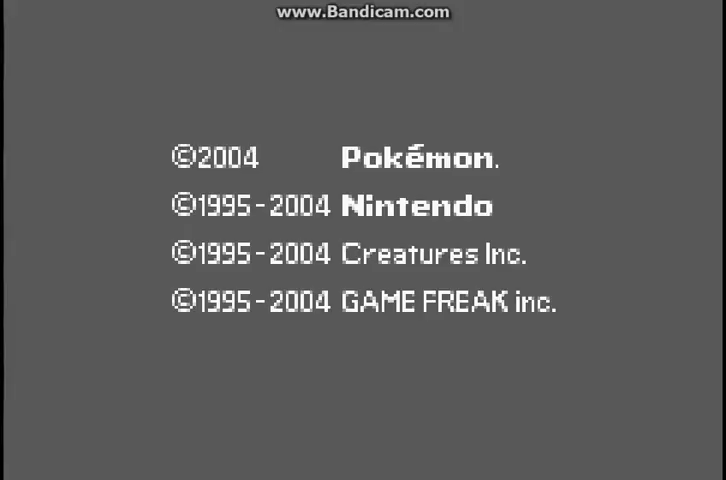 www.Bandicam.com
©2004 Pokémon.
©1995-2004 Nintendo
©1995-2004 Creatures Inc.
©1995-2004 GAME FREAK inc.